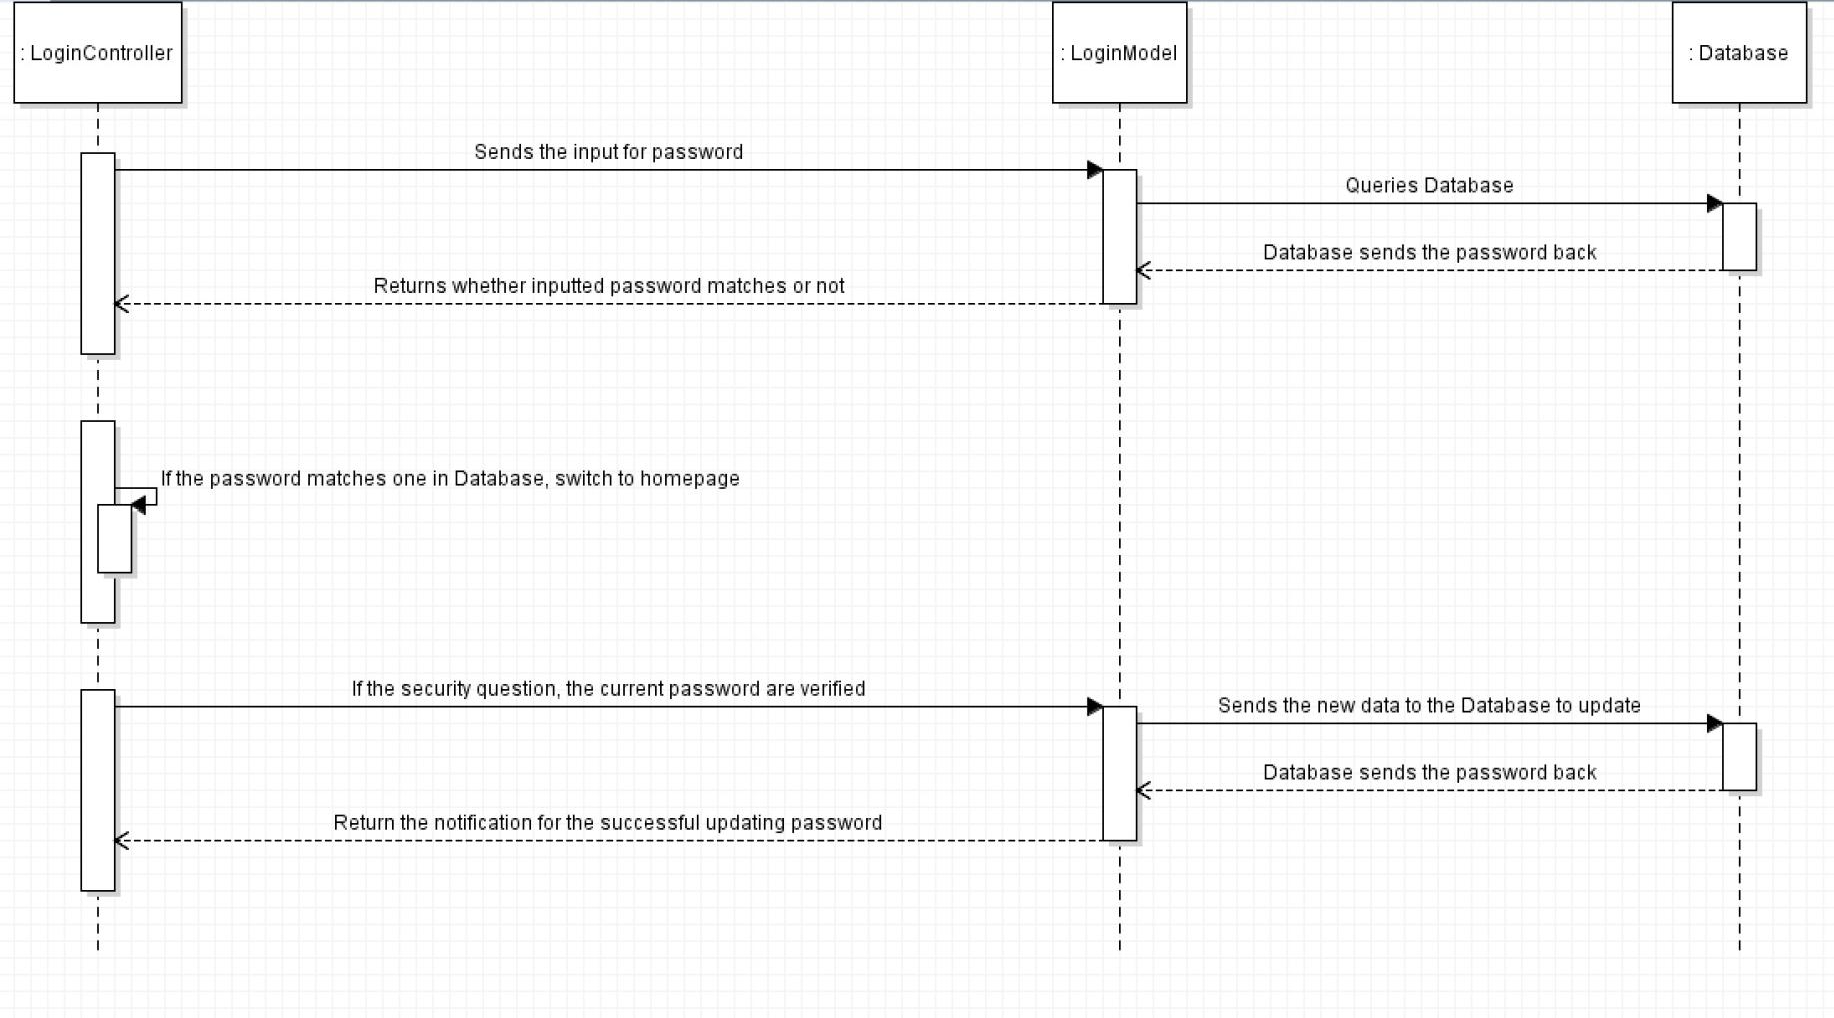 : LoginController
: LoginModel
: Database
Sends the input for password
Queries Database
Database sends the password back
Returns whether inputted password matches or not
If the password matches one in Database, switch to homepage
If the security question, the current password are verified
Sends the new data to the Database to update
Database sends the password back
Return the notification for the successful updating password